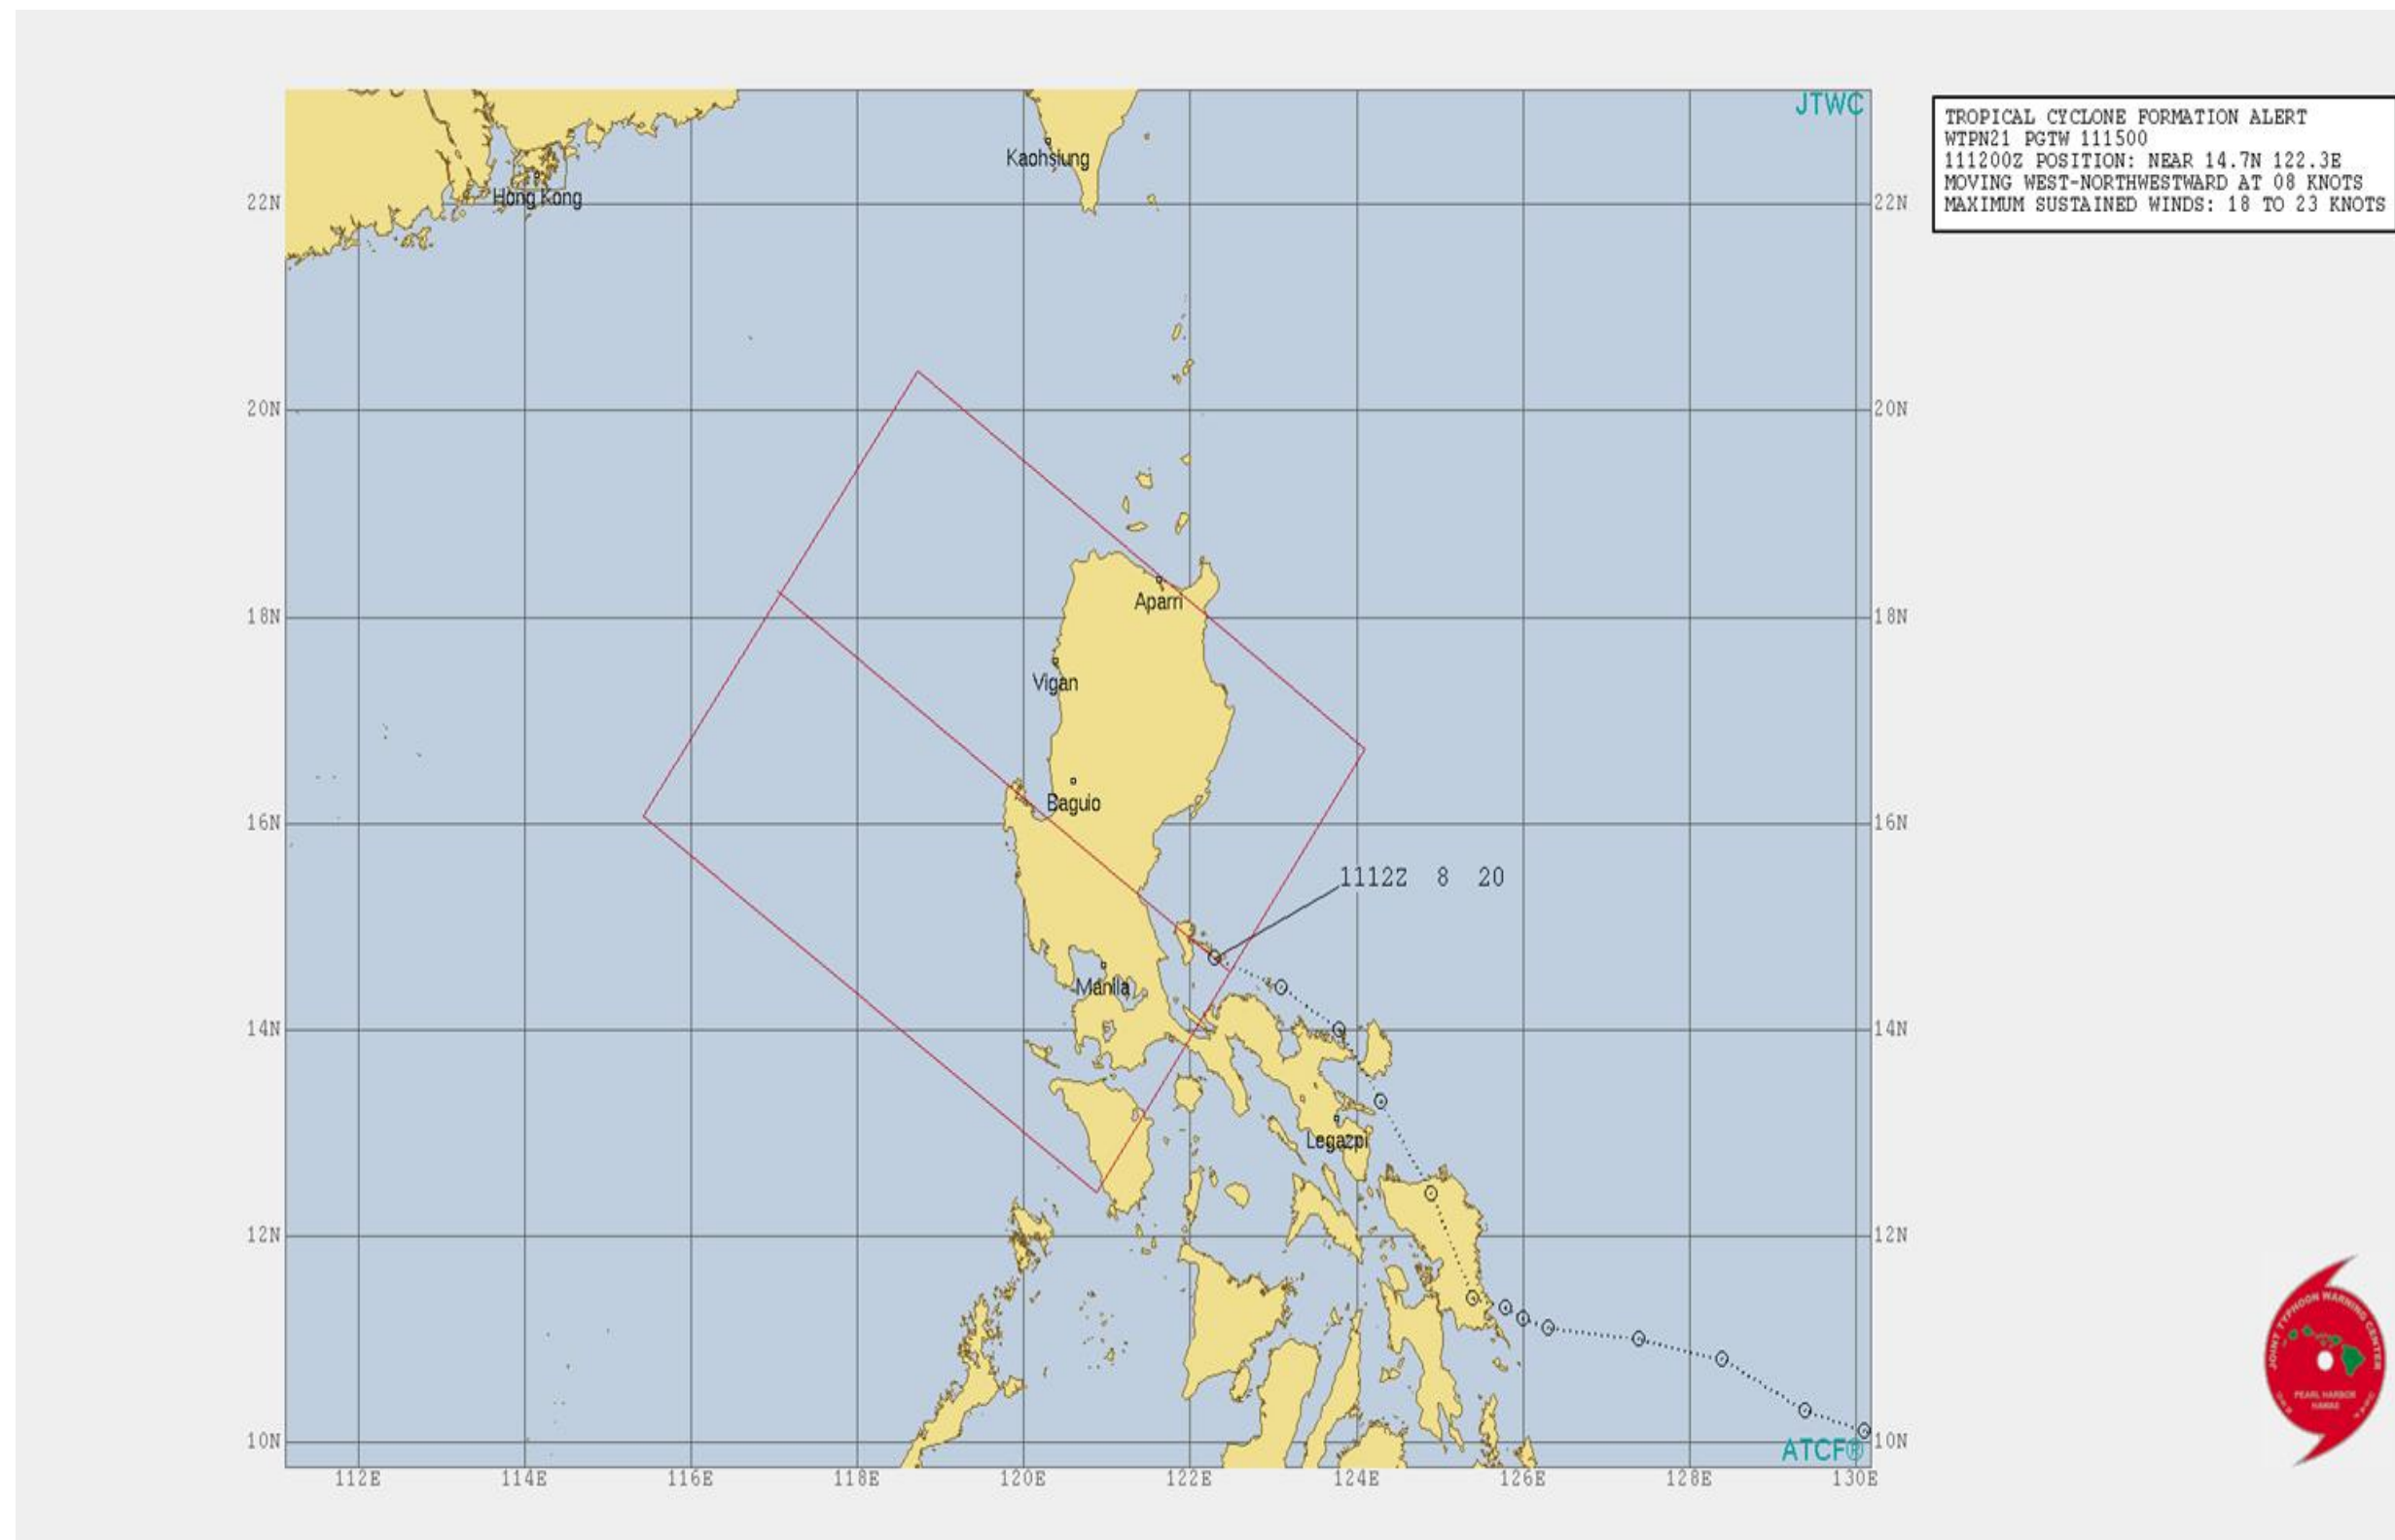 JTWC
TROPICAL CYCLONE FORMATION ALERT
WTPN21 PGTW 111500
111200Z POSITION: NEAR 14.7N 122.3E
MOVING WEST-NORTHWESTWARD AT 08 KNOTS
MAXIMUM SUSTAINED WINDS: 18 TO 23 KNOTS
Kaohsiung
Hong Kong
22N 22N
20N 20N
Aparri
18N 18N
Vigan
Baguio
16N 16N
1112Z 8 20
Manila
14N 14N
Legazpi
12N 12N
JOINT TYPHOON WARNING CENTER
PEARL HARBOR
HAWAII
10N 10N
ATCF®
112E 114E 116E 118E 120E 122E 124E 126E 128E 130E